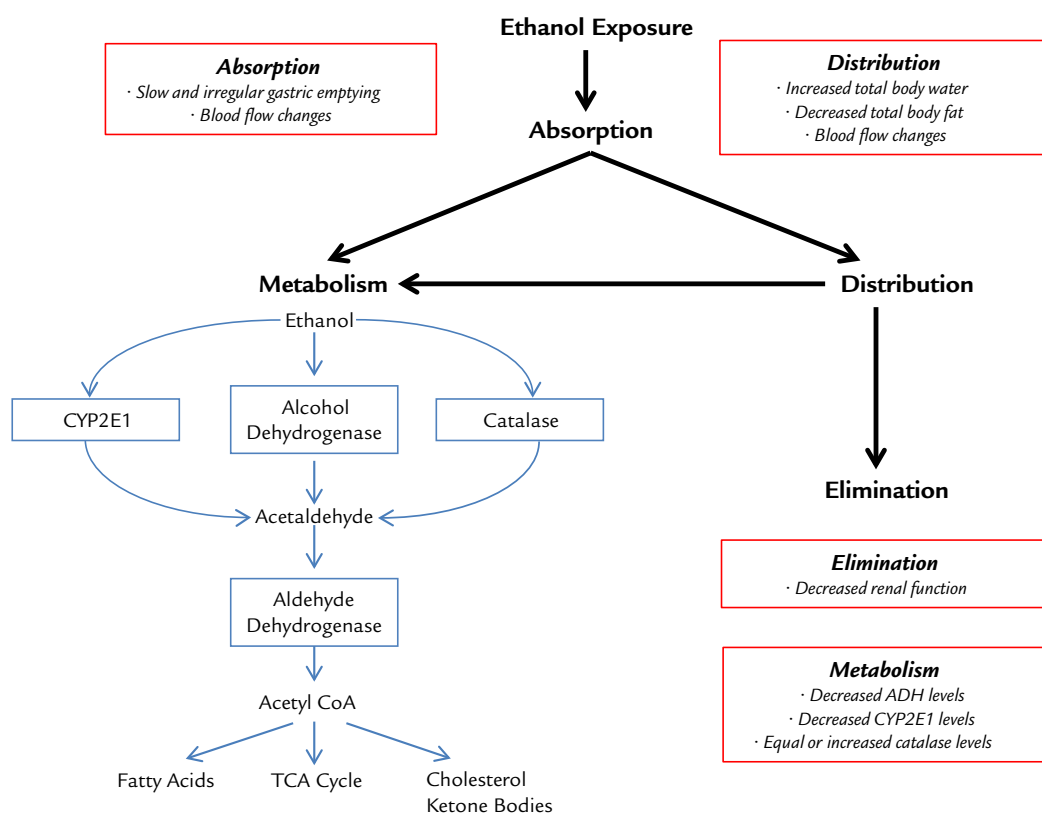 Ethanol Exposure
Absorption
· Slow and irregular gastric emptying
· Blood flow changes
Distribution
· Increased total body water
· Decreased total body fat
· Blood flow changes
Absorption
Metabolism
Distribution
Ethanol
CYP2E1
Alcohol
Dehydrogenase
Catalase
Acetaldehyde
Aldehyde
Dehydrogenase
Acetyl CoA
Fatty Acids
TCA Cycle
Cholesterol
Ketone Bodies
Elimination
Elimination
· Decreased renal function
Metabolism
· Decreased ADH levels
· Decreased CYP2E1 levels
· Equal or increased catalase levels